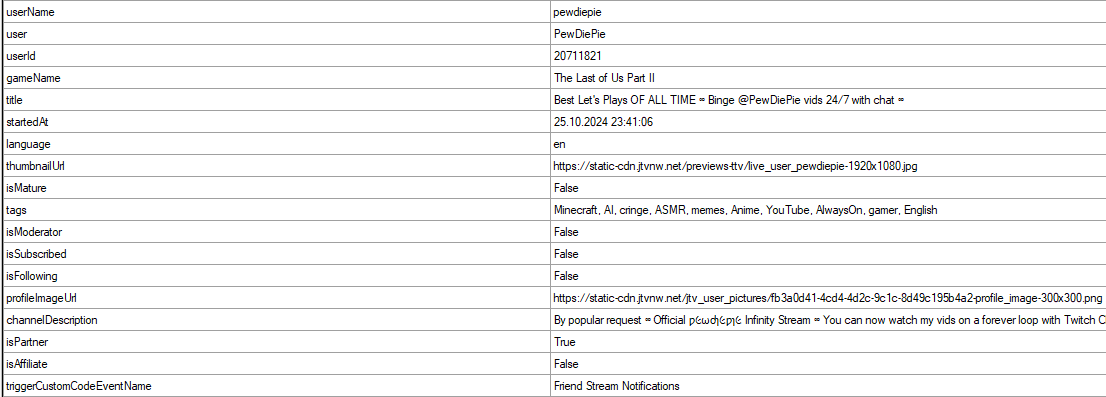 userName pewdiepie
user PewDiePie
userId 20711821
gameName The Last of Us Part II
title Best Let's Plays OF ALL TIME ∞ Binge @PewDiePie vids 24/7 with chat ∞
startedAt 25.10.2024 23:41:06
language en
thumbnailUrl https://static-cdn.jtvnw.net/previews-ttv/live_user_pewdiepie-1920x1080.jpg
isMature False
tags Minecraft, AI, cringe, ASMR, memes, Anime, YouTube, AlwaysOn, gamer, English
isModerator False
isSubscribed False
isFollowing False
profileImageUrl https://static-cdn.jtvnw.net/jtv_user_pictures/fb3a0d41-4cd4-4d2c-9c1c-8d49c195b4a2-profile_image-300x300.png
channelDescription By popular request ∞ Official Infinity Stream ∞ You can now watch my vids on a forever loop with Twitch C
isPartner True
isAffiliate False
triggerCustomCodeEventName Friend Stream Notifications